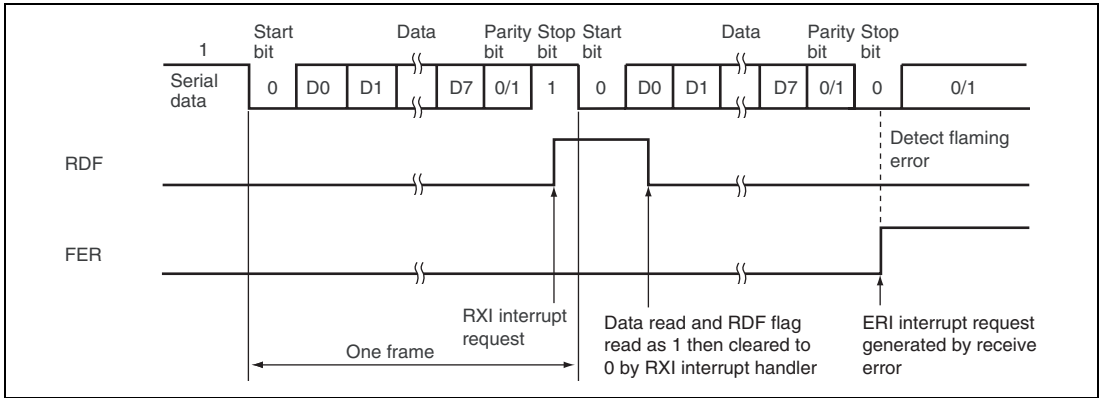 Start bit
Data
Parity bit
Stop bit
Start bit
Data
Parity bit
Stop bit
1
Serial data
0 D0 D1 D7 0/1 1 0 D0 D1 D7 0/1 0 0/1
Detect flaming
error
RDF
FER
RXI interrupt
request
Data read and RDF flag
read as 1 then cleared to
0 by RXI interrupt handler
ERI interrupt request
generated by receive
error
One frame